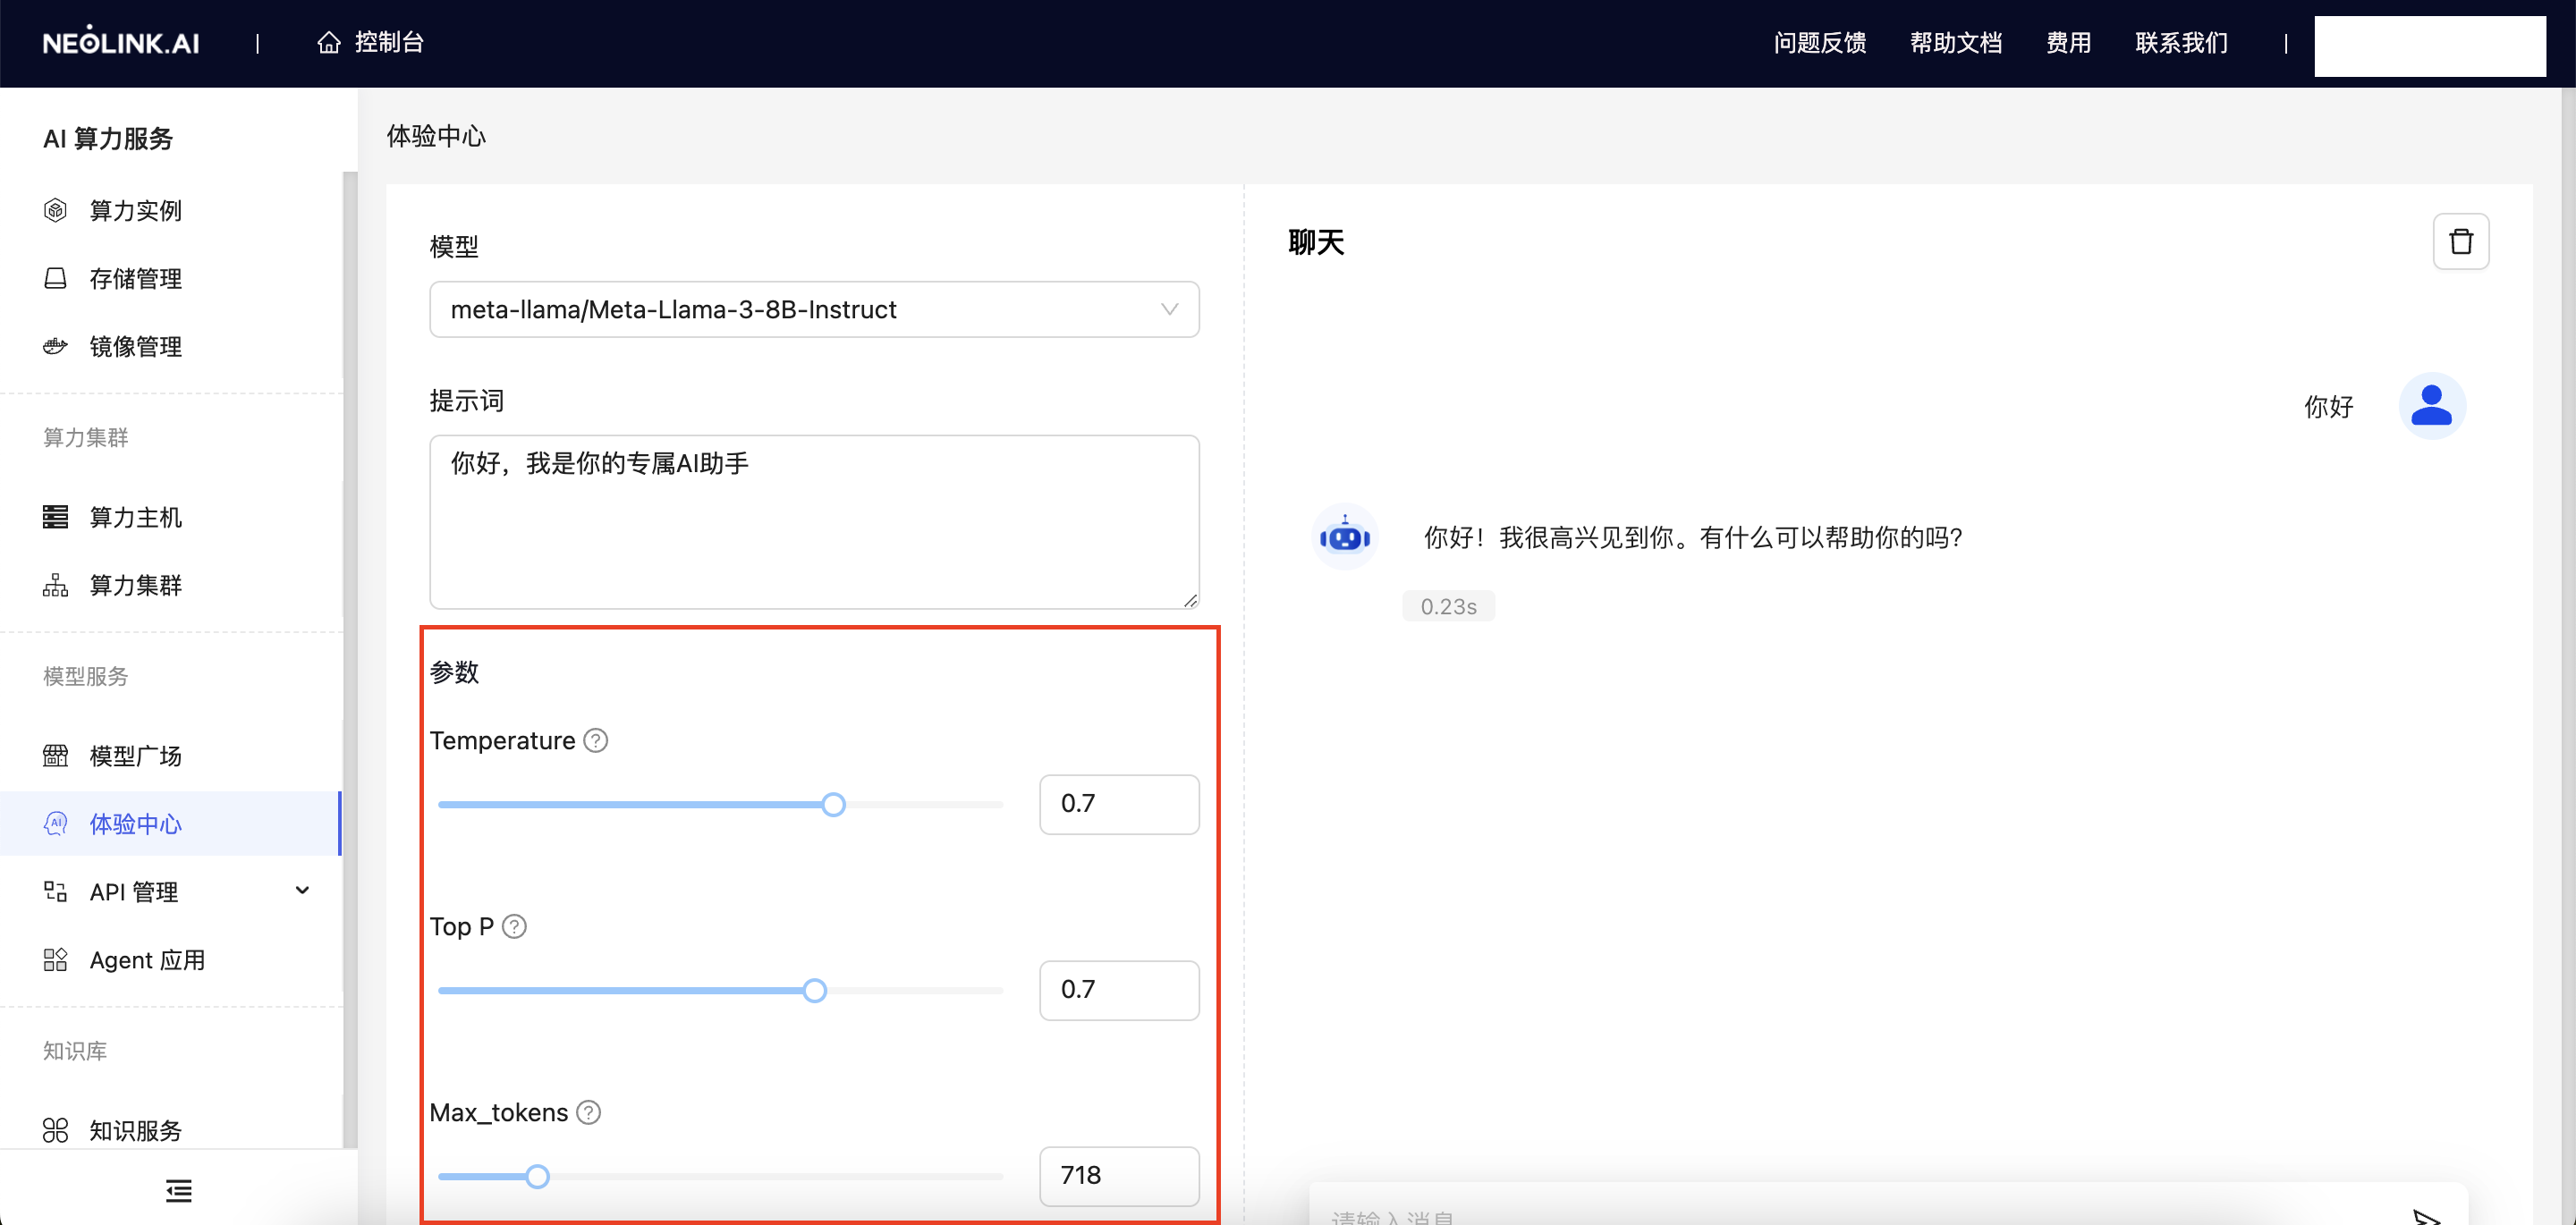 NEOLINK.AI
控制台
问题反馈
帮助文档
费用
联系我们
AI 算力服务
算力实例
存储管理
镜像管理
算力集群
算力主机
算力集群
模型服务
模型广场
体验中心
API 管理
Agent 应用
知识库
知识服务
体验中心
模型
meta-llama/Meta-Llama-3-8B-Instruct
提示词
你好，我是你的专属AI助手
参数
Temperature
0.7
Top P
0.7
Max_tokens
718
聊天
你好
你好！我很高兴见到你。有什么可以帮助你的吗？
0.23s
请输入消息